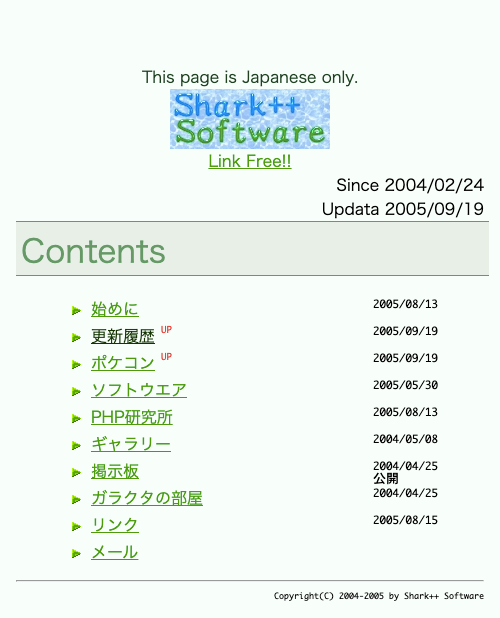 This page is Japanese only.
Shark++
Software
Link Free!!
Since 2004/02/24
Updata 2005/09/19
Contents
始めに 2005/08/13
更新履歴 UP 2005/09/19
ポケコン UP 2005/09/19
ソフトウエア 2005/05/30
PHP研究所 2005/08/13
ギャラリー 2004/05/08
掲示板 2004/04/25
公開
ガラクタの部屋 2004/04/25
リンク 2005/08/15
メール
Copyright(C) 2004-2005 by Shark++ Software